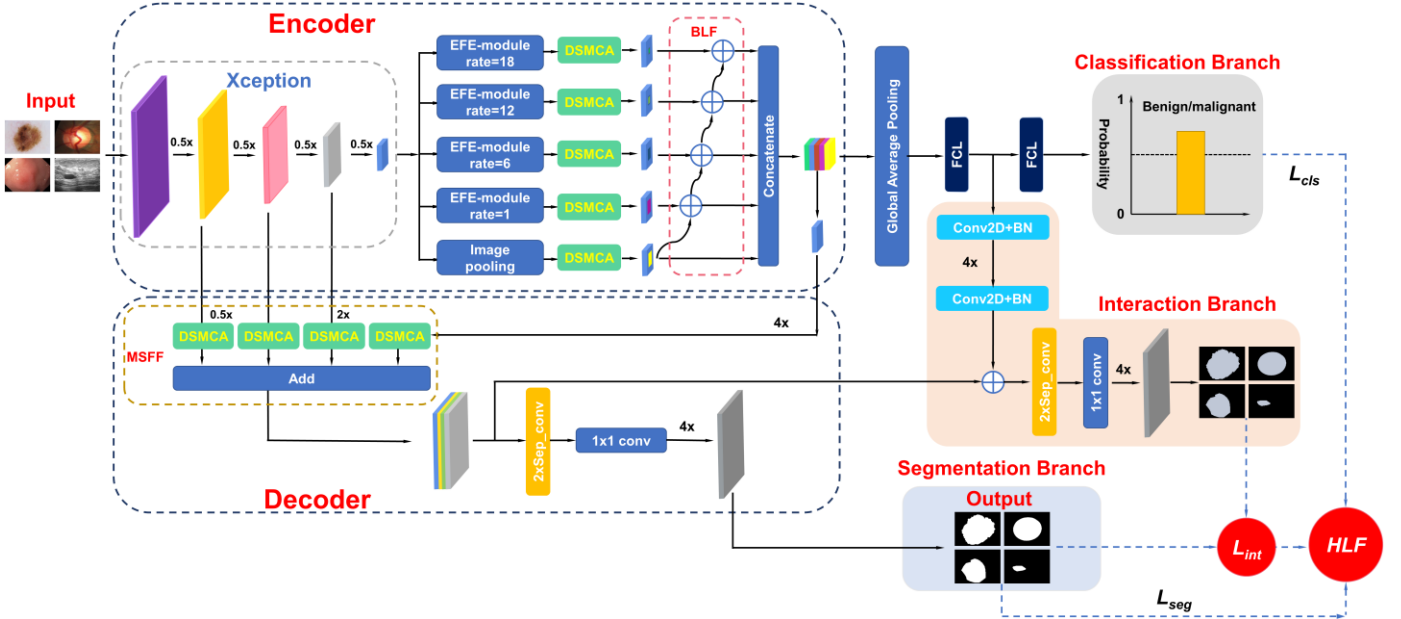 Encoder
Input
Xception
0.5x
0.5x
0.5x
0.5x
EFE-module
rate=18
DSMCA
EFE-module
rate=12
DSMCA
EFE-module
rate=6
DSMCA
EFE-module
rate=1
DSMCA
Image
pooling
DSMCA
BLF
Concatenate
Global Average Pooling
FCL
FCL
Classification Branch
Benign/malignant
1
Probability
0
L_cls
Conv2D+BN
4x
Conv2D+BN
Interaction Branch
2xSep_conv
1x1 conv
4x
MSFF
0.5x
2x
4x
DSMCA
DSMCA
DSMCA
DSMCA
Add
2xSep_conv
1x1 conv
4x
Decoder
Segmentation Branch
Output
L_int
HLF
L_seg